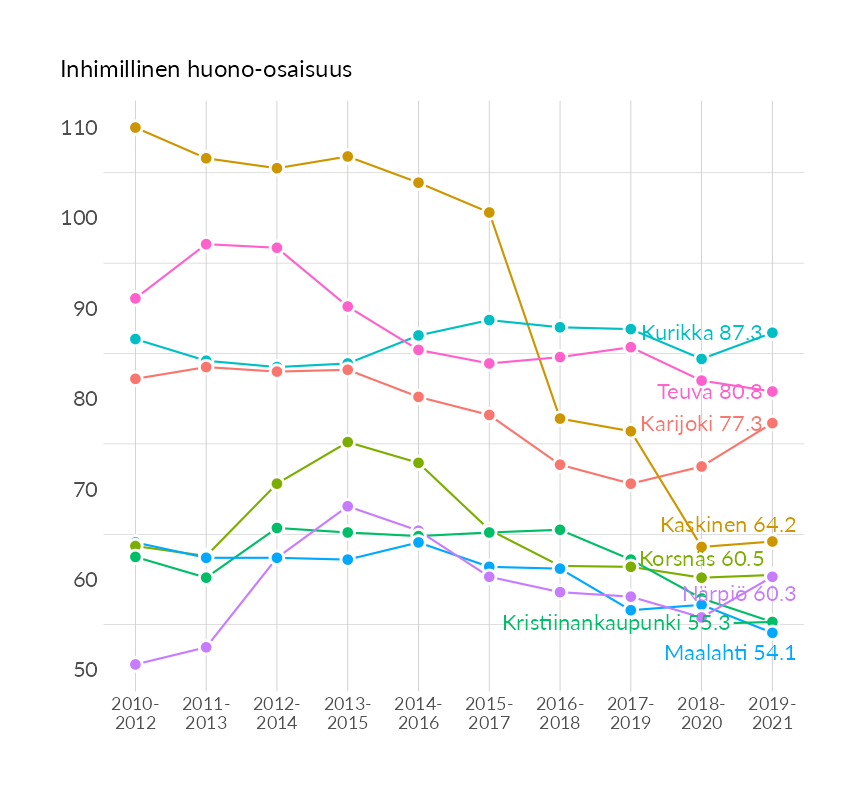 Inhimillinen huono-osaisuus
110
100
90
80
70
60
50
Kurikka 87.3
Teuva 80.8
Karijoki 77.3
Kaskinen 64.2
Korsnäs 60.5
Närpiö 60.3
Kristiinankaupunki 55.3
Maalahti 54.1
2010- 2011- 2012- 2013- 2014- 2015- 2016- 2017- 2018- 2019-
2012 2013 2014 2015 2016 2017 2018 2019 2020 2021